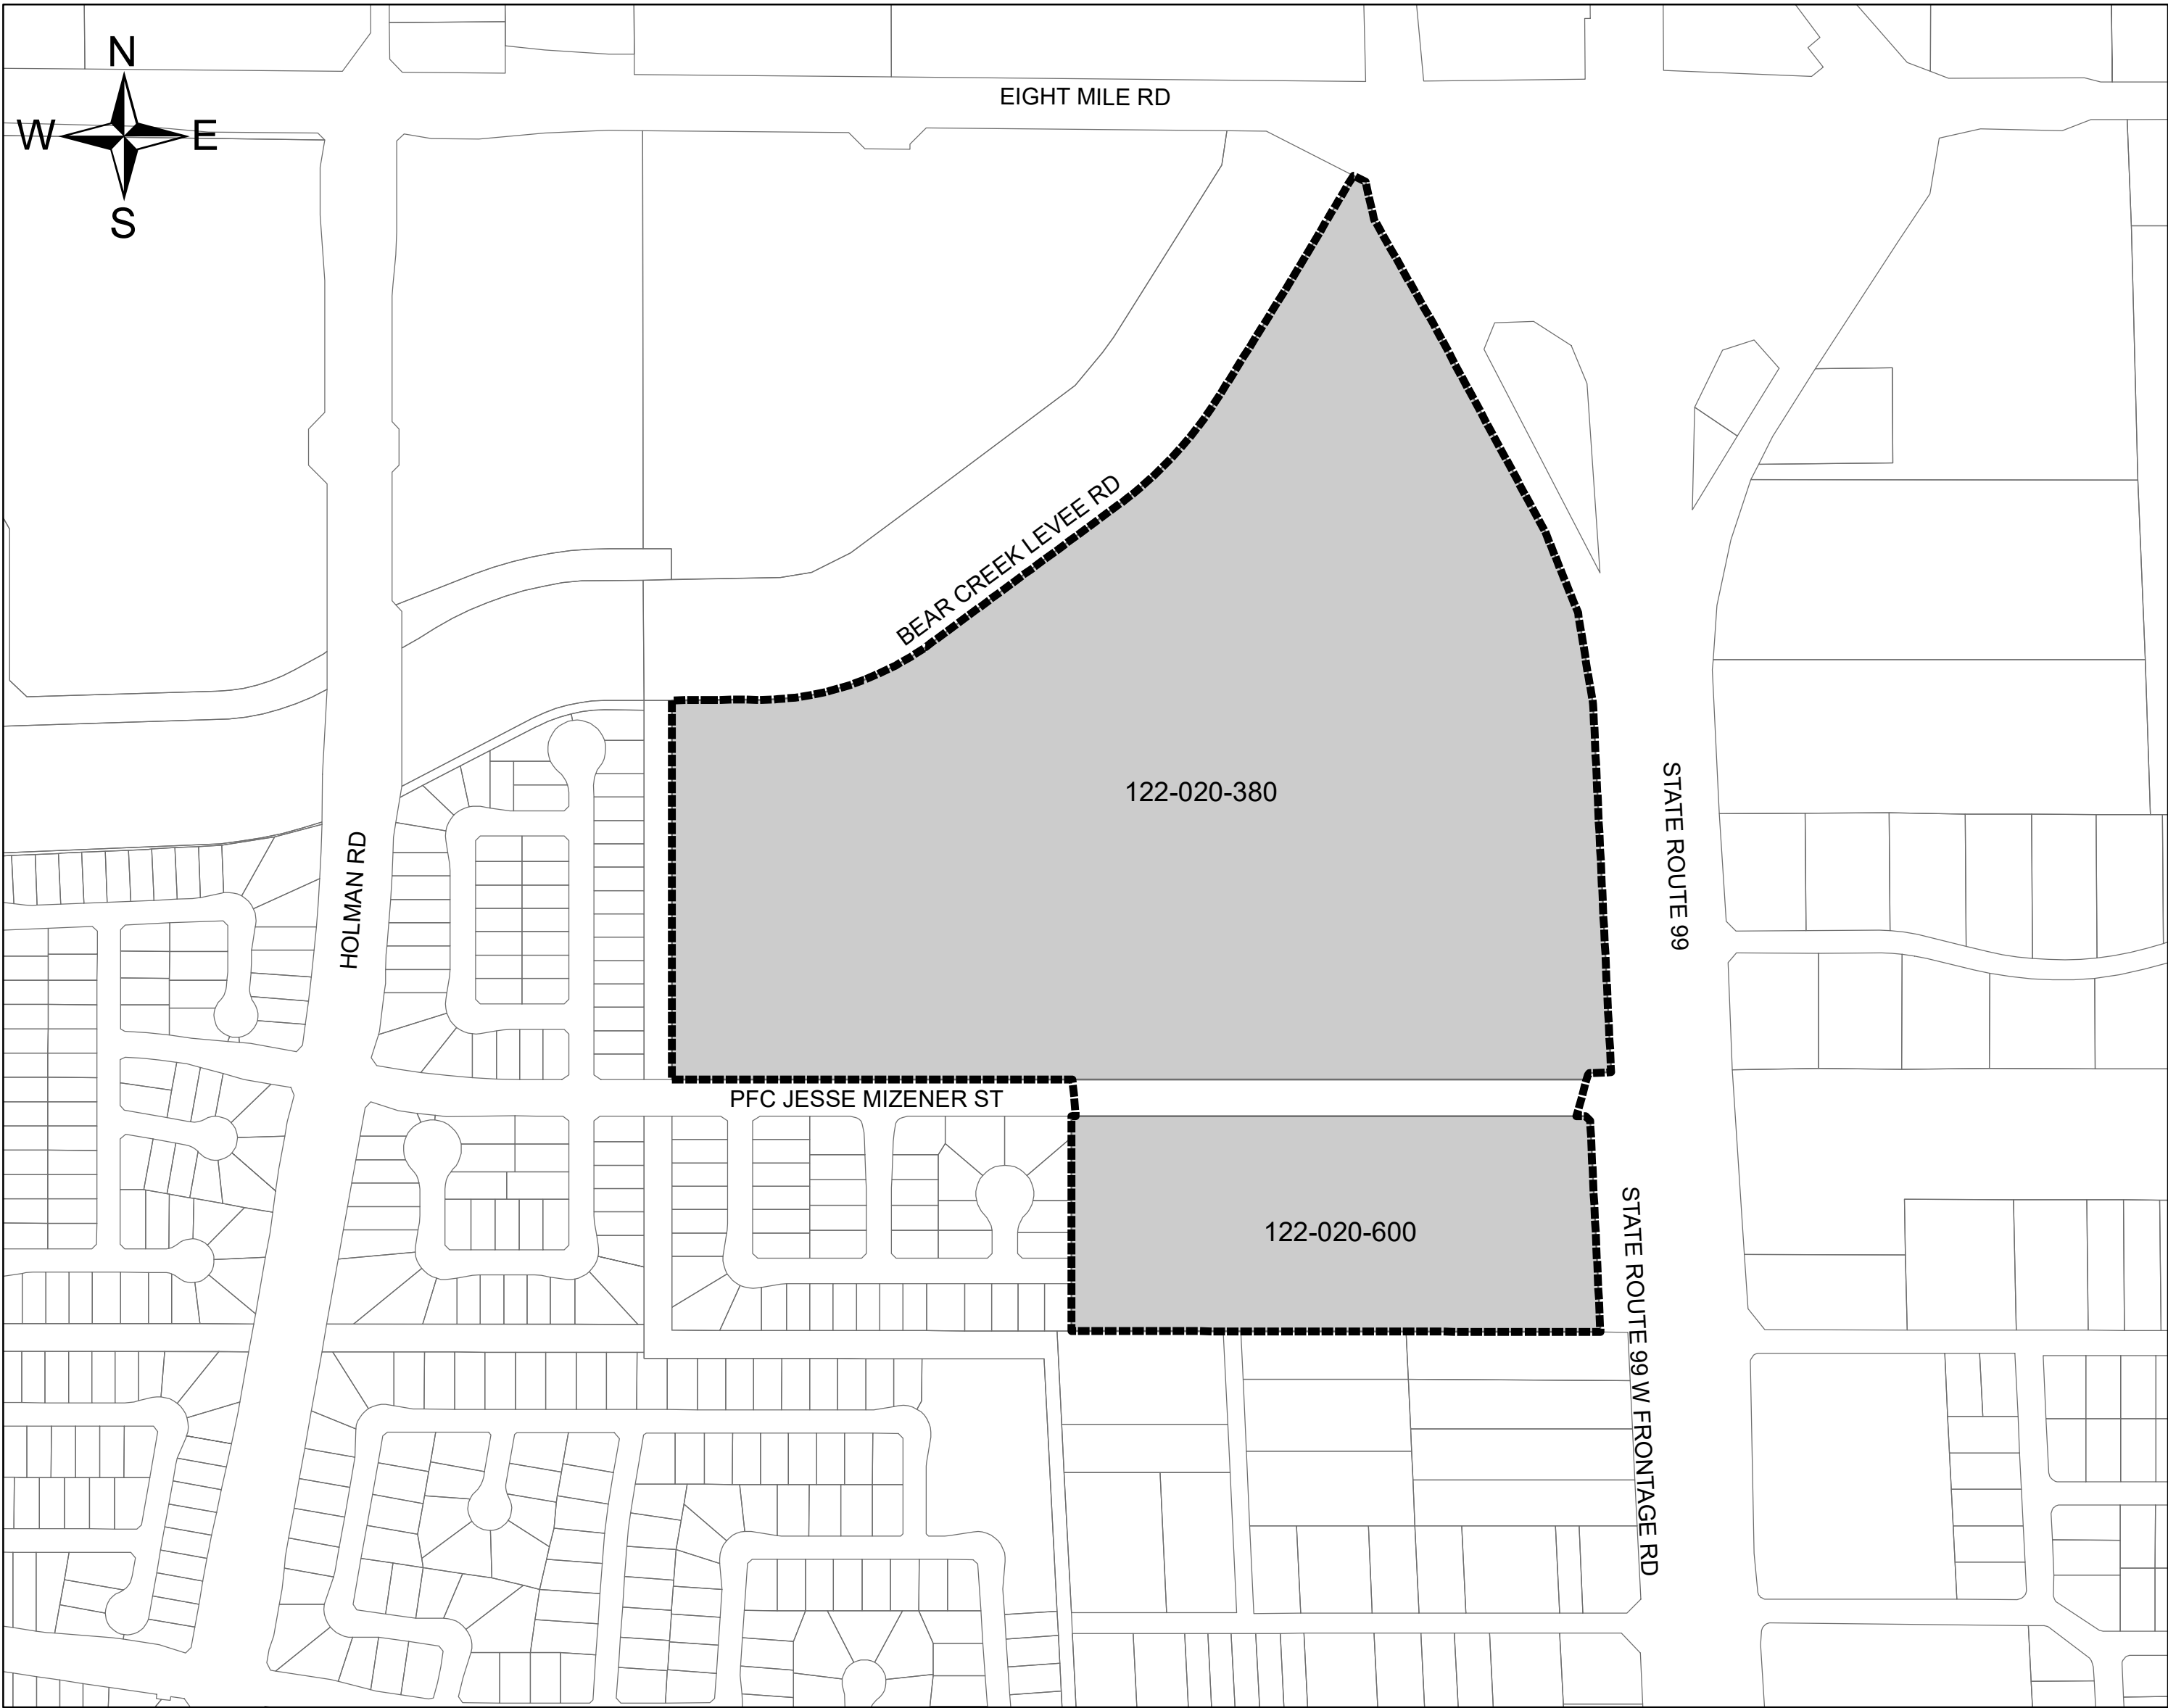 N
EIGHT MILE RD
W E
S
BEAR CREEK LEVEE RD
122-020-380
STATE ROUTE 99
HOLMAN RD
PFC JESSE MIZENER ST
122-020-600
STATE ROUTE 99 W FRONTAGE RD